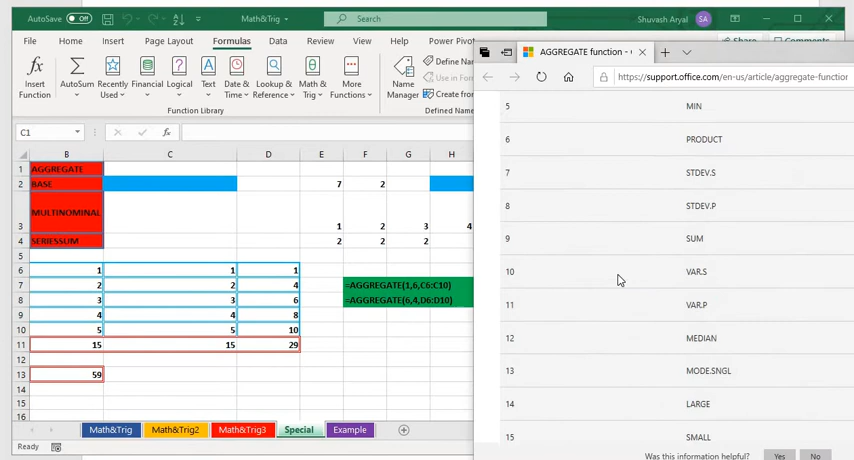 AutoSave Off Math&Trig Search Shuvash Aryal SA
File Home Insert Page Layout Formulas Data Review View Help Power Pivot Share Comments
fx
Insert Function
AutoSum
Recently Used
Financial
Logical
Text
Date & Time
Lookup & Reference
Math & Trig
More Functions
Function Library
Name Manager
Define Name
Use in Form
Create from
Defined Name
C1 fx
B C D E F G H
1 AGGREGATE
2 BASE 7 2
3 MULTINOMINAL 1 2 3 4
4 SERIESSUM 2 2 2
5
6 1 1 1
7 2 2 4 =AGGREGATE(1,6,C6:C10)
8 3 3 6 =AGGREGATE(6,4,D6:D10)
9 4 4 8
10 5 5 10
11 15 15 29
12
13 59
14
15
16
Math&Trig Math&Trig2 Math&Trig3 Special Example
Ready
AGGREGATE function -
https://support.office.com/en-us/article/aggregate-function
5 MIN
6 PRODUCT
7 STDEV.S
8 STDEV.P
9 SUM
10 VAR.S
11 VAR.P
12 MEDIAN
13 MODE.SNGL
14 LARGE
15 SMALL
Was this information helpful? Yes No